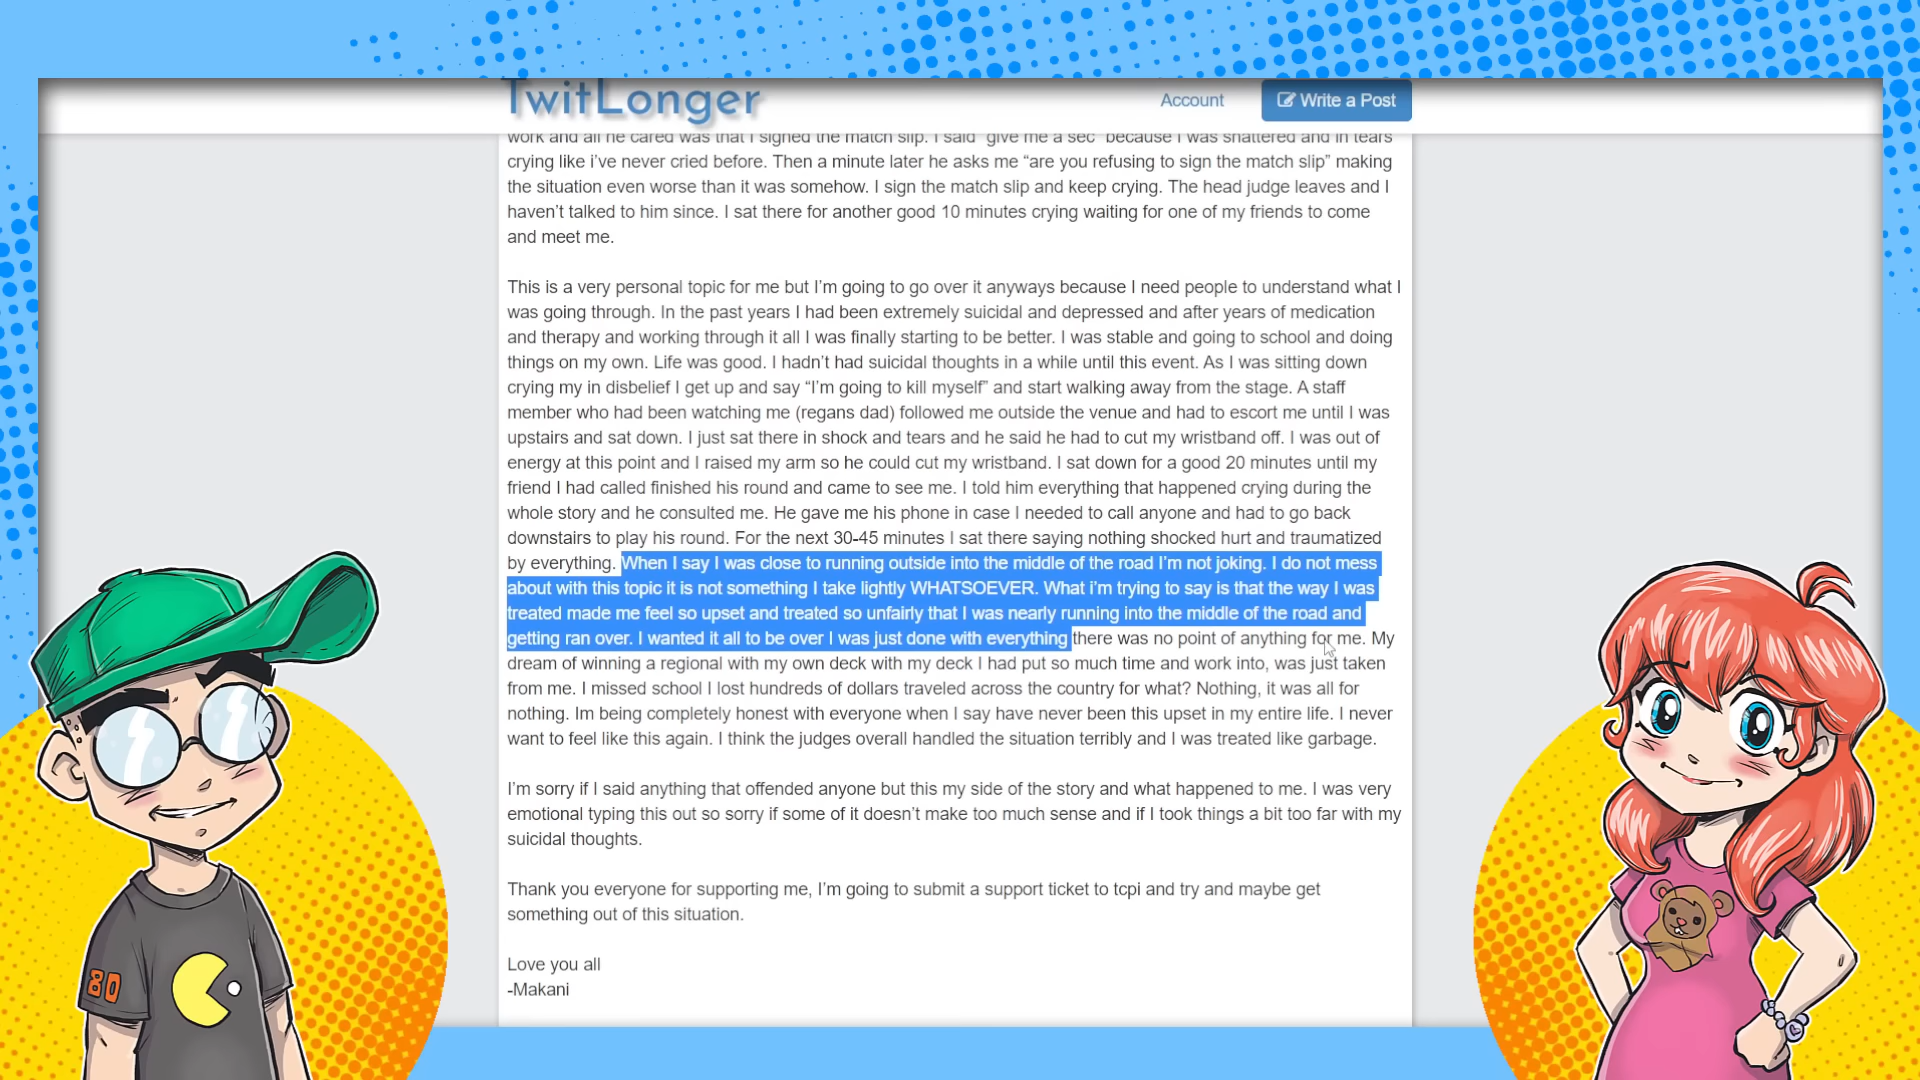 TwitLonger
Account
Write a Post
work and all he cared was that I signed the match slip. I said “give me a sec” because I was shattered and in tears
crying like i’ve never cried before. Then a minute later he asks me “are you refusing to sign the match slip” making
the situation even worse than it was somehow. I sign the match slip and keep crying. The head judge leaves and I
haven’t talked to him since. I sat there for another good 10 minutes crying waiting for one of my friends to come
and meet me.
This is a very personal topic for me but I’m going to go over it anyways because I need people to understand what I
was going through. In the past years I had been extremely suicidal and depressed and after years of medication
and therapy and working through it all I was finally starting to be better. I was stable and going to school and doing
things on my own. Life was good. I hadn’t had suicidal thoughts in a while until this event. As I was sitting down
crying my in disbelief I get up and say “I’m going to kill myself” and start walking away from the stage. A staff
member who had been watching me (regans dad) followed me outside the venue and had to escort me until I was
upstairs and sat down. I just sat there in shock and tears and he said he had to cut my wristband off. I was out of
energy at this point and I raised my arm so he could cut my wristband. I sat down for a good 20 minutes until my
friend I had called finished his round and came to see me. I told him everything that happened crying during the
whole story and he consulted me. He gave me his phone in case I needed to call anyone and had to go back
downstairs to play his round. For the next 30-45 minutes I sat there saying nothing shocked hurt and traumatized
by everything. When I say I was close to running outside into the middle of the road I’m not joking. I do not mess
about with this topic it is not something I take lightly WHATSOEVER. What i’m trying to say is that the way I was
treated made me feel so upset and treated so unfairly that I was nearly running into the middle of the road and
getting ran over. I wanted it all to be over I was just done with everything there was no point of anything for me. My
dream of winning a regional with my own deck with my deck I had put so much time and work into, was just taken
from me. I missed school I lost hundreds of dollars traveled across the country for what? Nothing, it was all for
nothing. Im being completely honest with everyone when I say have never been this upset in my entire life. I never
want to feel like this again. I think the judges overall handled the situation terribly and I was treated like garbage.
I’m sorry if I said anything that offended anyone but this my side of the story and what happened to me. I was very
emotional typing this out so sorry if some of it doesn’t make too much sense and if I took things a bit too far with my
suicidal thoughts.
Thank you everyone for supporting me, I’m going to submit a support ticket to tcpi and try and maybe get
something out of this situation.
Love you all
-Makani
80